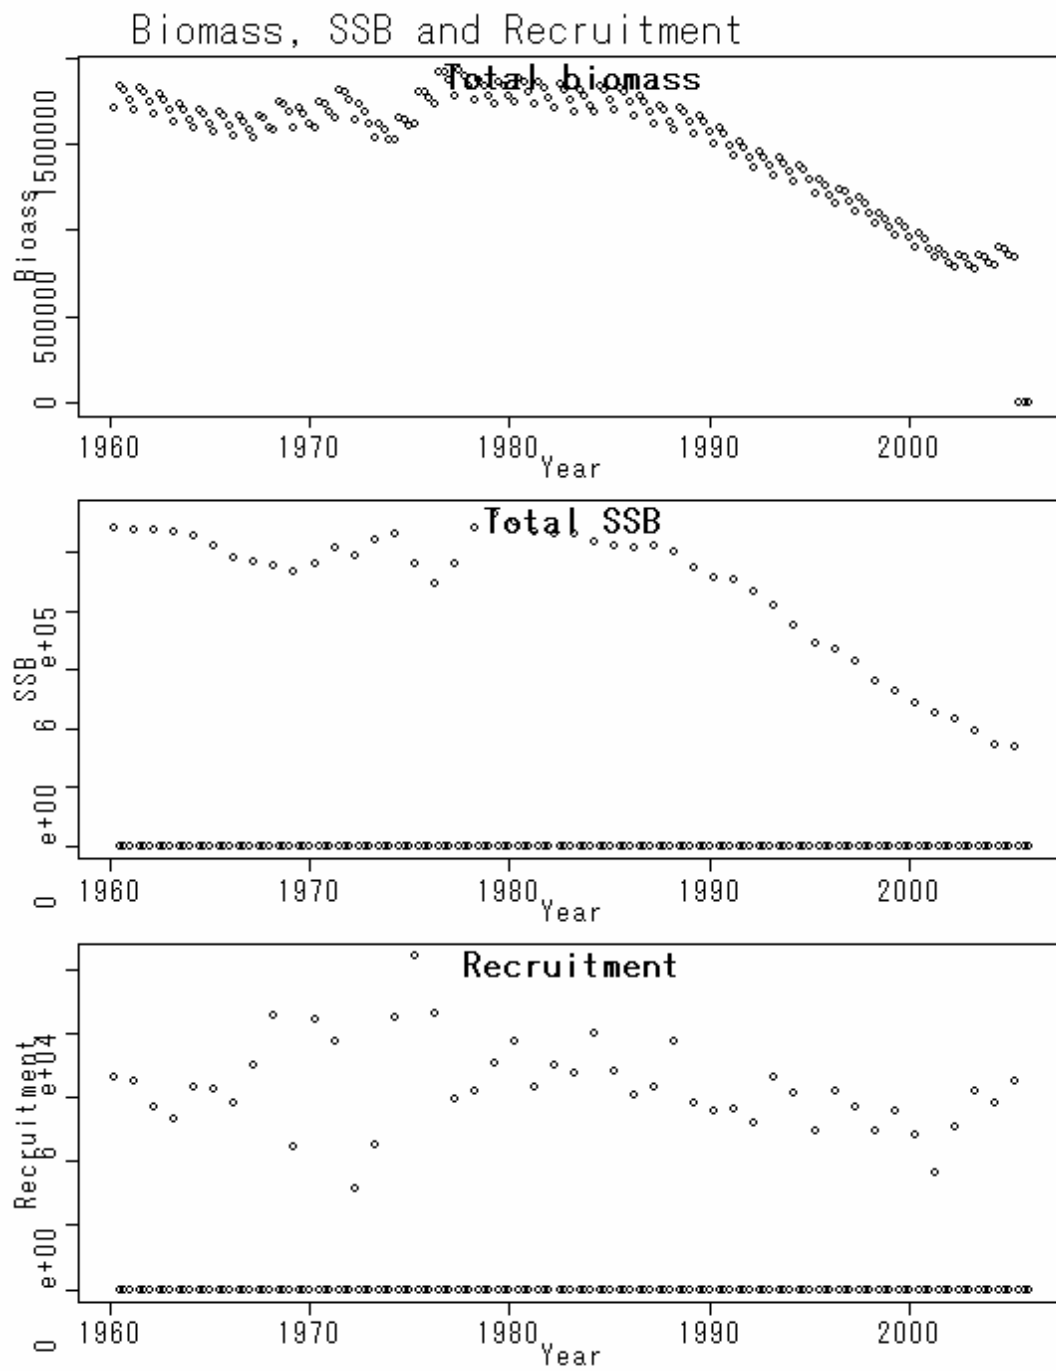 Biomass, SSB and Recruitment
Total biomass
Bioass
0
500000
1500000
1960 1970 1980 1990 2000
Year
Total SSB
SSB
0 e+00
6 e+05
1960 1970 1980 1990 2000
Year
Recruitment
Recruitment
0 e+00
6 e+04
1960 1970 1980 1990 2000
Year